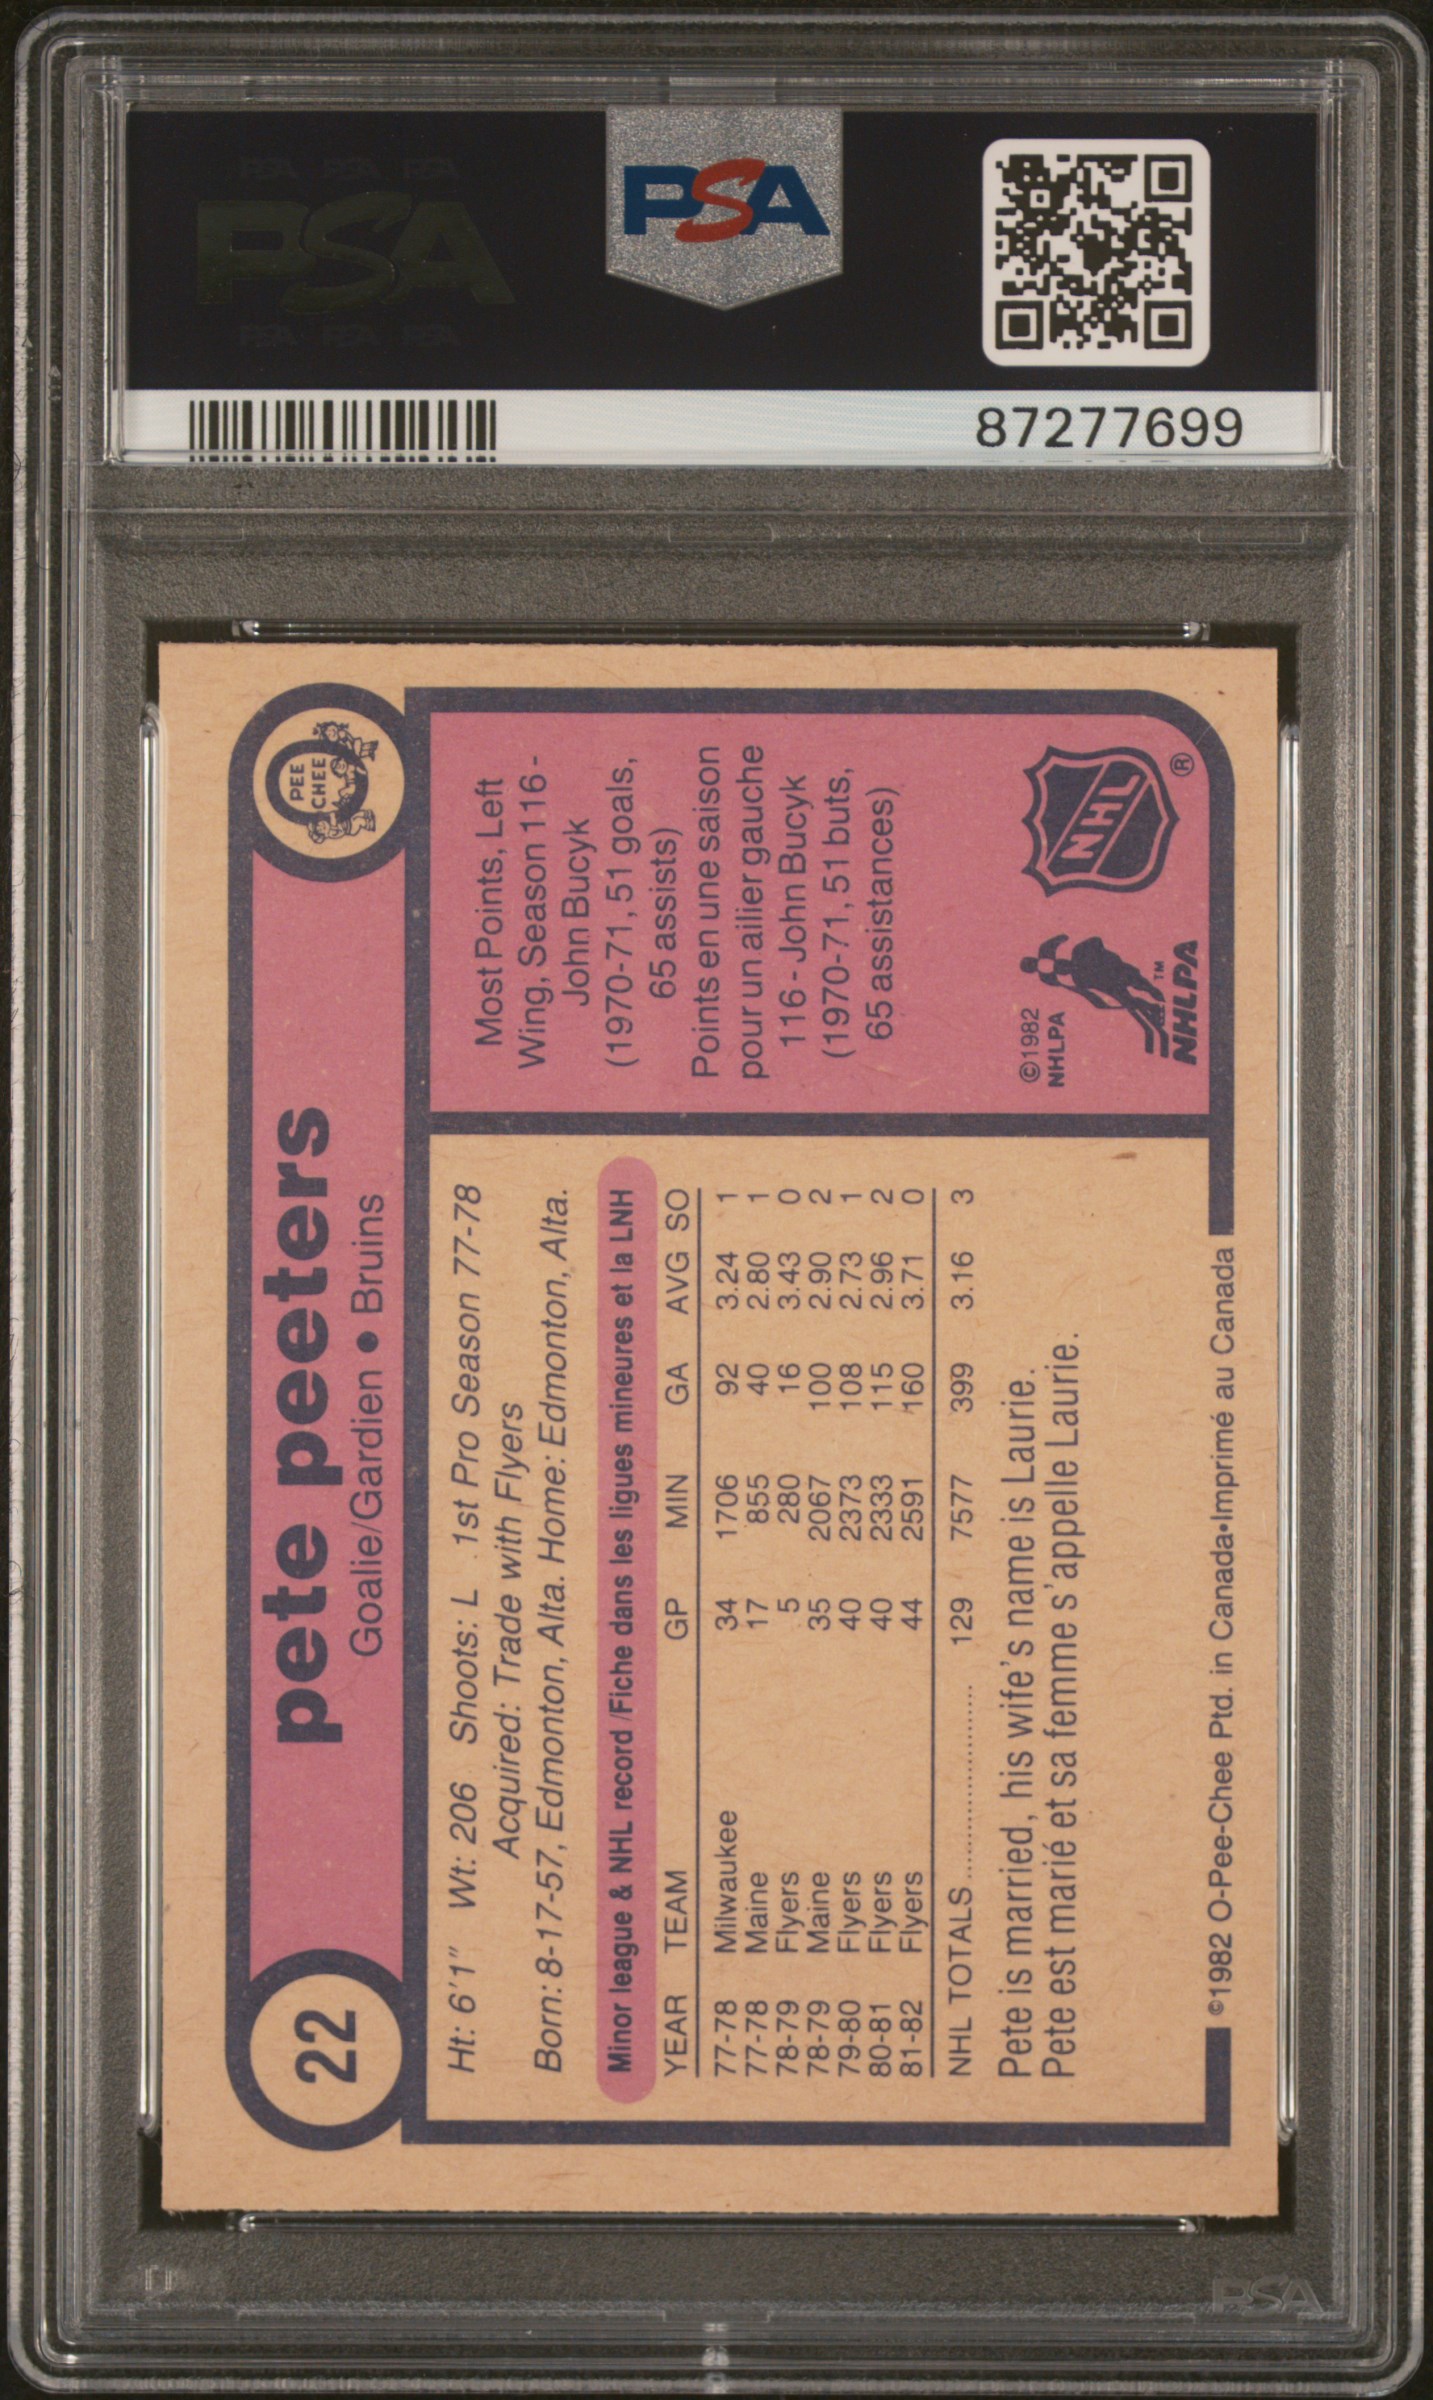 PSA
PSA PSA PSA
PSA
PSA PSA PSA
87277699
22
pete peeters
Goalie/Gardien • Bruins
O
PEE
CHEE
Ht: 6'1" Wt: 206 Shoots: L 1st Pro Season 77-78
Acquired: Trade with Flyers
Born: 8-17-57, Edmonton, Alta. Home: Edmonton, Alta.
Minor league & NHL record /Fiche dans les ligues mineures et la LNH
YEAR TEAM GP MIN GA AVG SO
77-78 Milwaukee 34 1706 92 3.24 1
77-78 Maine 17 855 40 2.80 1
78-79 Flyers 5 280 16 3.43 0
78-79 Maine 35 2067 100 2.90 2
79-80 Flyers 40 2373 108 2.73 1
80-81 Flyers 40 2333 115 2.96 2
81-82 Flyers 44 2591 160 3.71 0
NHL TOTALS .................... 129 7577 399 3.16 3
Pete is married, his wife's name is Laurie.
Pete est marié et sa femme s'appelle Laurie.
©1982 O-Pee-Chee Ptd. in Canada•Imprimé au Canada
Most Points, Left
Wing, Season 116 -
John Bucyk
(1970-71, 51 goals,
65 assists)
Points en une saison
pour un ailier gauche
116 - John Bucyk
(1970-71, 51 buts,
65 assistances)
©1982
NHLPA
TM
NHLPA
NHL
®
PSA